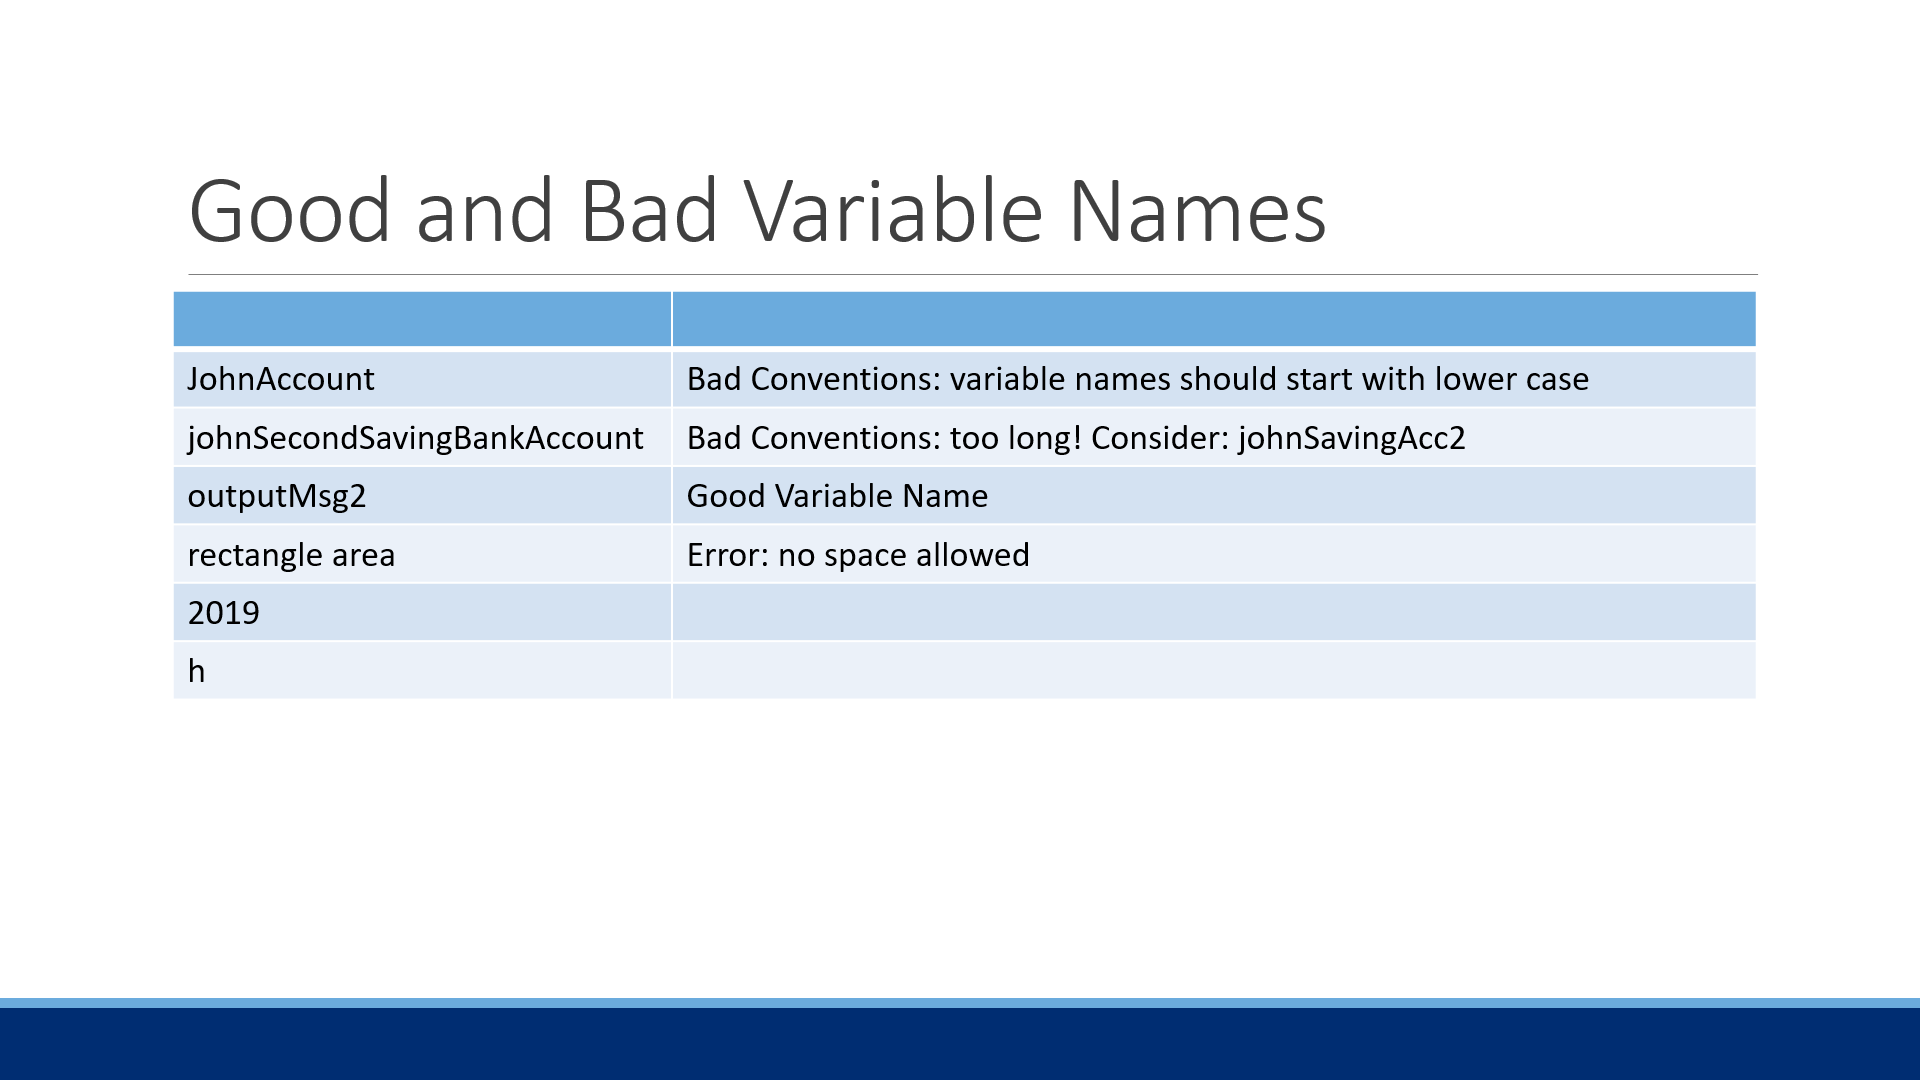 Good and Bad Variable Names
JohnAccount Bad Conventions: variable names should start with lower case
johnSecondSavingBankAccount Bad Conventions: too long! Consider: johnSavingAcc2
outputMsg2 Good Variable Name
rectangle area Error: no space allowed
2019
h